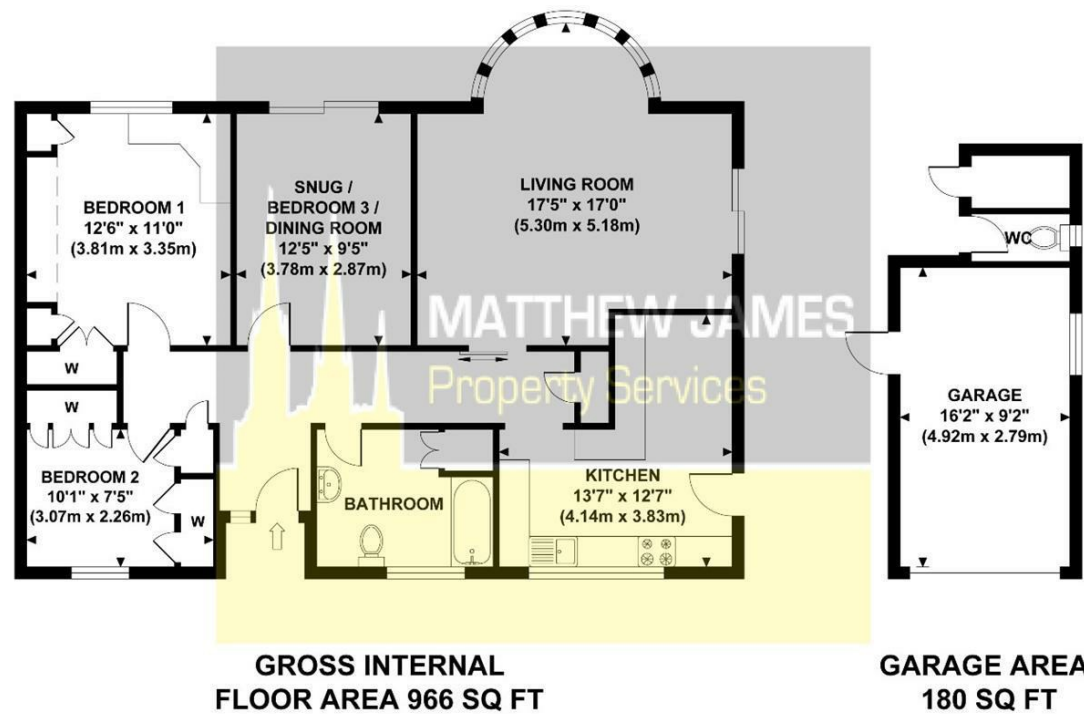 BEDROOM 1
12'6" x 11'0"
(3.81m x 3.35m)
SNUG /
BEDROOM 3 /
DINING ROOM
12'5" x 9'5"
(3.78m x 2.87m)
LIVING ROOM
17'5" x 17'0"
(5.30m x 5.18m)
WC
MATTHEW JAMES
Property Services
W
W
GARAGE
16'2" x 9'2"
(4.92m x 2.79m)
BEDROOM 2
10'1" x 7'5"
(3.07m x 2.26m)
W
BATHROOM
KITCHEN
13'7" x 12'7"
(4.14m x 3.83m)
GROSS INTERNAL
FLOOR AREA 966 SQ FT
GARAGE AREA
180 SQ FT